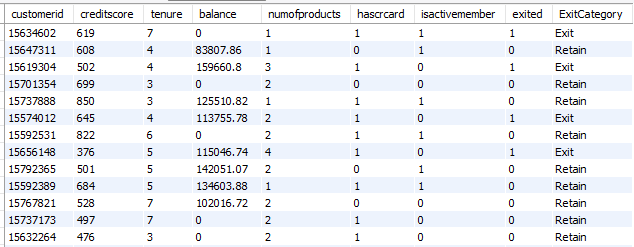 customerid creditscore tenure balance numofproducts hascrcard isactivemember exited ExitCategory
15634602 619 7 0 1 1 1 1 Exit
15647311 608 4 83807.86 1 0 1 0 Retain
15619304 502 4 159660.8 3 1 0 1 Exit
15701354 699 3 0 2 0 0 0 Retain
15737888 850 3 125510.82 1 1 1 0 Retain
15574012 645 4 113755.78 2 1 0 1 Exit
15592531 822 6 0 2 1 1 0 Retain
15656148 376 5 115046.74 4 1 0 1 Exit
15792365 501 5 142051.07 2 0 1 0 Retain
15592389 684 5 134603.88 1 1 1 0 Retain
15767821 528 7 102016.72 2 0 0 0 Retain
15737173 497 7 0 2 1 0 0 Retain
15632264 476 3 0 2 1 0 0 Retain